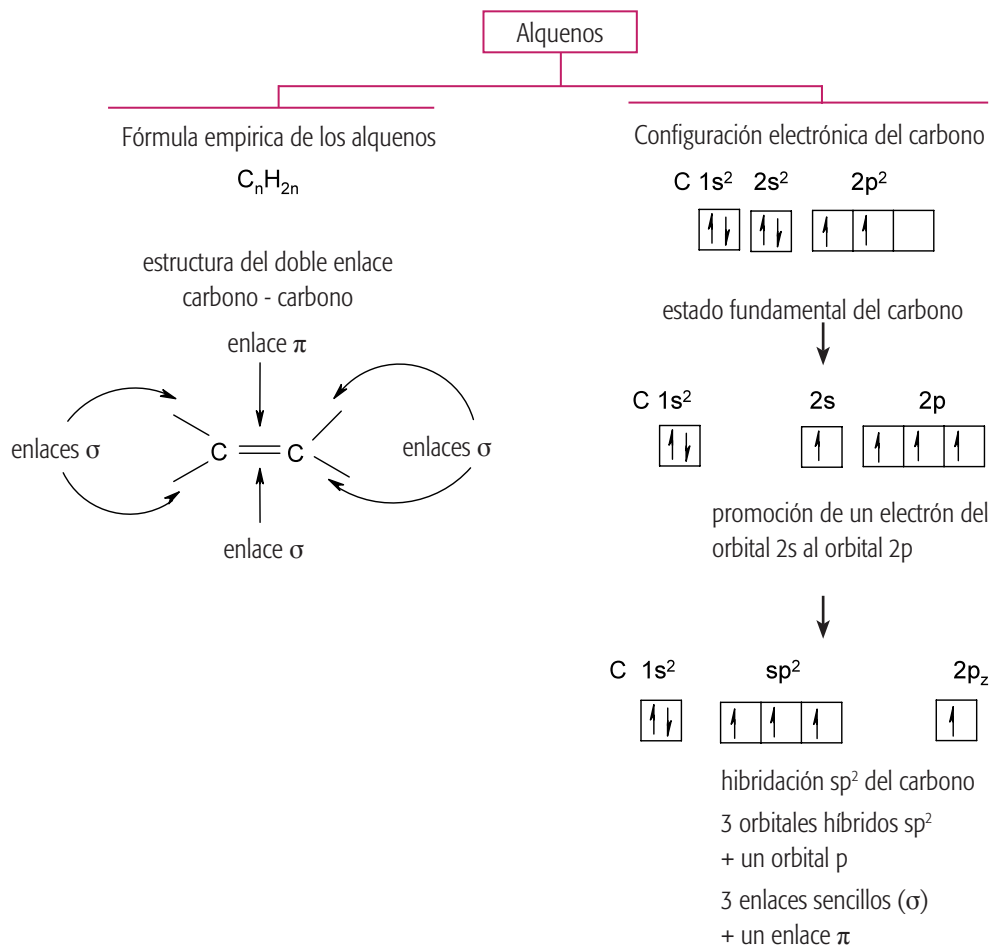 Alquenos
Fórmula empirica de los alquenos
CₙH₂ₙ
estructura del doble enlace
carbono - carbono
enlace π
enlaces σ
C C
enlaces σ
enlace σ
Configuración electrónica del carbono
C 1s² 2s² 2p²
estado fundamental del carbono
C 1s² 2s 2p
promoción de un electrón del
orbital 2s al orbital 2p
C 1s² sp² 2p_z
hibridación sp² del carbono
3 orbitales híbridos sp²
+ un orbital p
3 enlaces sencillos (σ)
+ un enlace π